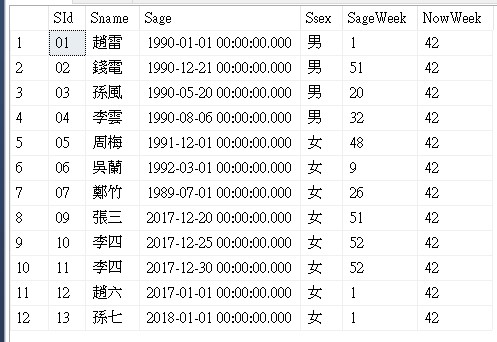 SId Sname Sage Ssex SageWeek NowWeek
1 01 趙雷 1990-01-01 00:00:00.000 男 1 42
2 02 錢電 1990-12-21 00:00:00.000 男 51 42
3 03 孫風 1990-05-20 00:00:00.000 男 20 42
4 04 李雲 1990-08-06 00:00:00.000 男 32 42
5 05 周梅 1991-12-01 00:00:00.000 女 48 42
6 06 吳蘭 1992-03-01 00:00:00.000 女 9 42
7 07 鄭竹 1989-07-01 00:00:00.000 女 26 42
8 09 張三 2017-12-20 00:00:00.000 女 51 42
9 10 李四 2017-12-25 00:00:00.000 女 52 42
10 11 李四 2017-12-30 00:00:00.000 女 52 42
11 12 趙六 2017-01-01 00:00:00.000 女 1 42
12 13 孫七 2018-01-01 00:00:00.000 女 1 42